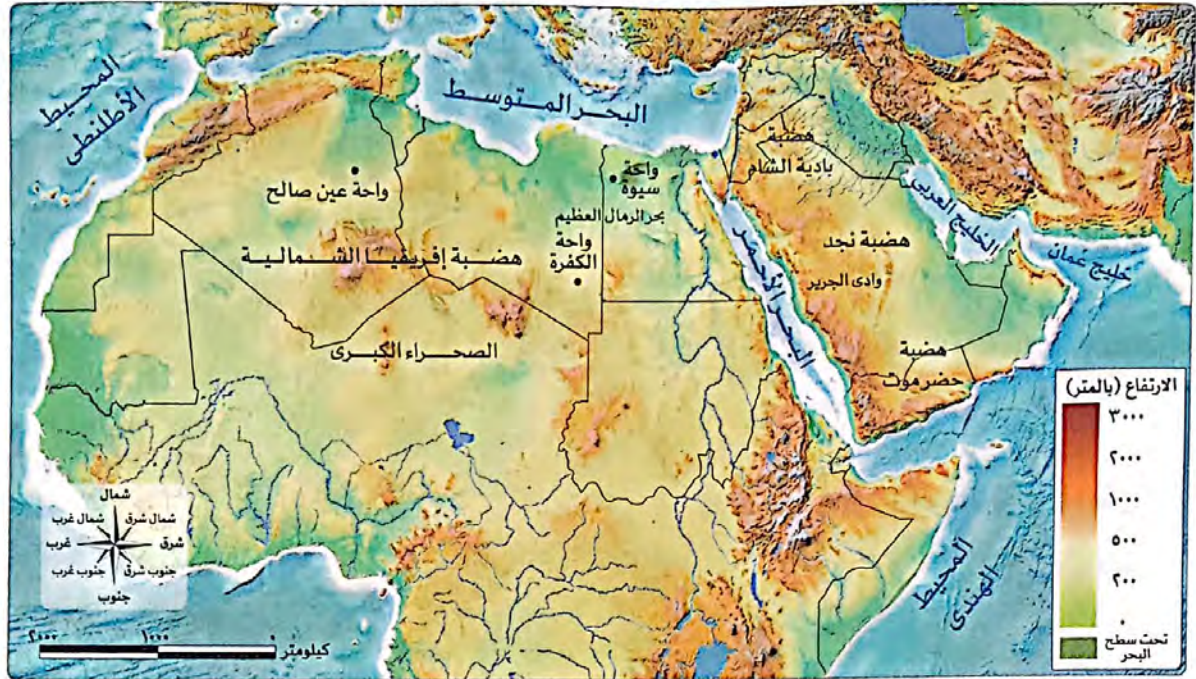 المحيط
الأطلنطى
البحر المتوسط
هضبة
بادية الشام
واحة
سيوة
واحة عين صالح
بحر الرمال العظيم
الخليج العربى
خليج عمان
هضبة نجد
وادى الجرير
واحة
الكفرة
هضبة إفريقيا الشمالية
البحر الأحمر
الصحراء الكبرى
هضبة
حضرموت
المحيط
الهندى
الارتفاع (بالمتر)
٣٠٠٠
٢٠٠٠
١٠٠٠
٥٠٠
٢٠٠
٠
تحت سطح
البحر
شمال
شمال شرق
شمال غرب
شرق
غرب
جنوب شرق
جنوب غرب
جنوب
٢٠٠٠ ١٠٠٠ ٠
كيلومتر